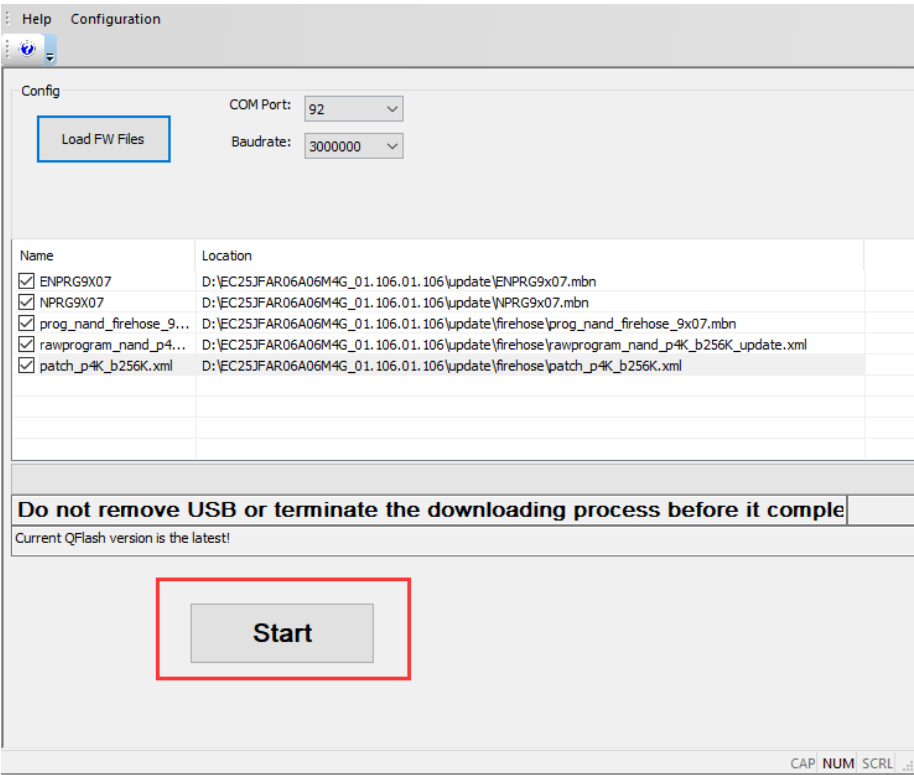 Help Configuration
Config
COM Port: 92
Load FW Files
Baudrate: 3000000
Name Location
ENPRG9X07 D:\EC25JFAR06A06M4G_01.106.01.106\update\ENPRG9x07.mbn
NPRG9X07 D:\EC25JFAR06A06M4G_01.106.01.106\update\NPRG9x07.mbn
prog_nand_firehose_9... D:\EC25JFAR06A06M4G_01.106.01.106\update\firehose\prog_nand_firehose_9x07.mbn
rawprogram_nand_p4... D:\EC25JFAR06A06M4G_01.106.01.106\update\firehose\rawprogram_nand_p4K_b256K_update.xml
patch_p4K_b256K.xml D:\EC25JFAR06A06M4G_01.106.01.106\update\firehose\patch_p4K_b256K.xml
Do not remove USB or terminate the downloading process before it comple
Current QFlash version is the latest!
Start
CAP NUM SCRL